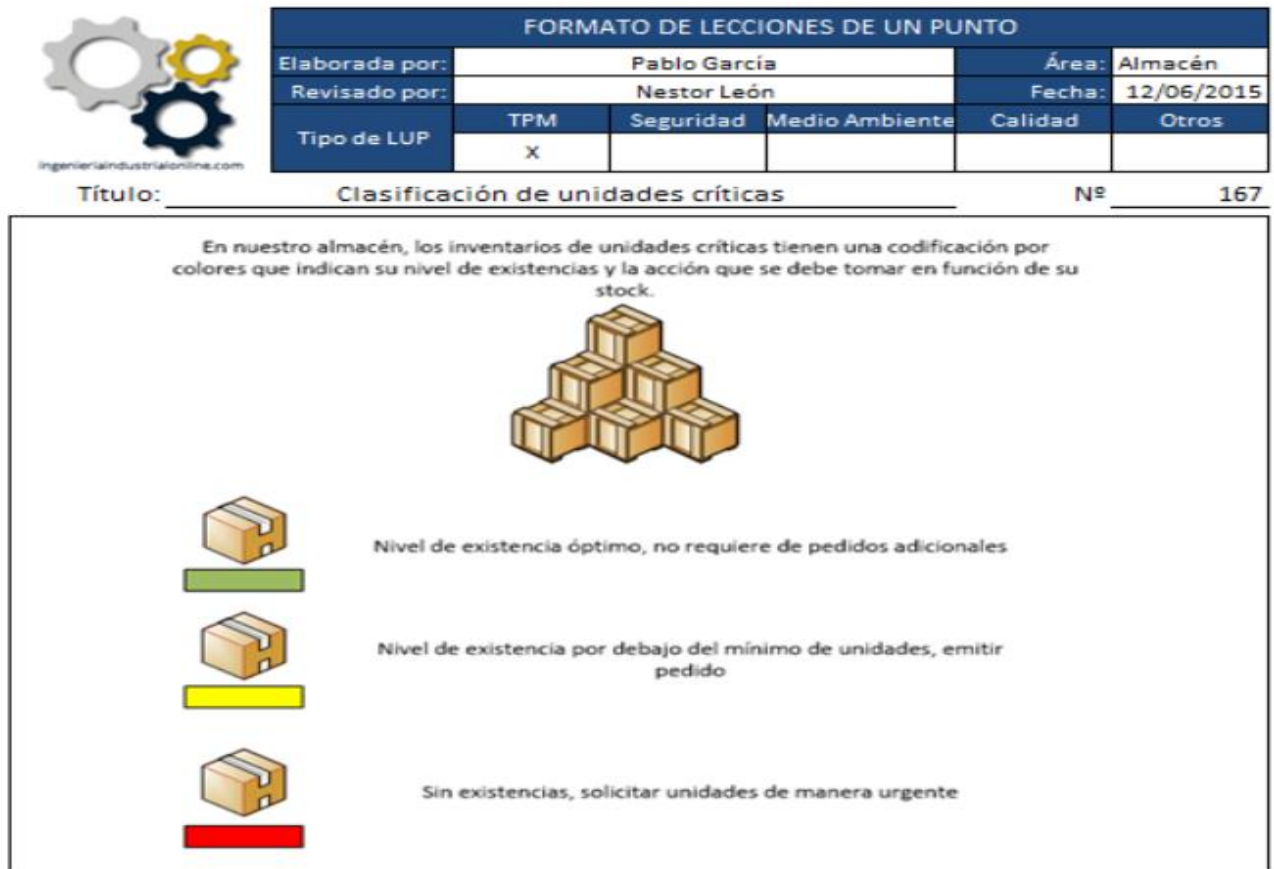 FORMATO DE LECCIONES DE UN PUNTO
Elaborada por: Pablo García Área: Almacén
Revisado por: Nestor León Fecha: 12/06/2015
Tipo de LUP TPM Seguridad Medio Ambiente Calidad Otros
X
ingenieriaindustrialonline.com
Título: Clasificación de unidades críticas Nº 167
En nuestro almacén, los inventarios de unidades críticas tienen una codificación por
colores que indican su nivel de existencias y la acción que se debe tomar en función de su
stock.
Nivel de existencia óptimo, no requiere de pedidos adicionales
Nivel de existencia por debajo del mínimo de unidades, emitir
pedido
Sin existencias, solicitar unidades de manera urgente